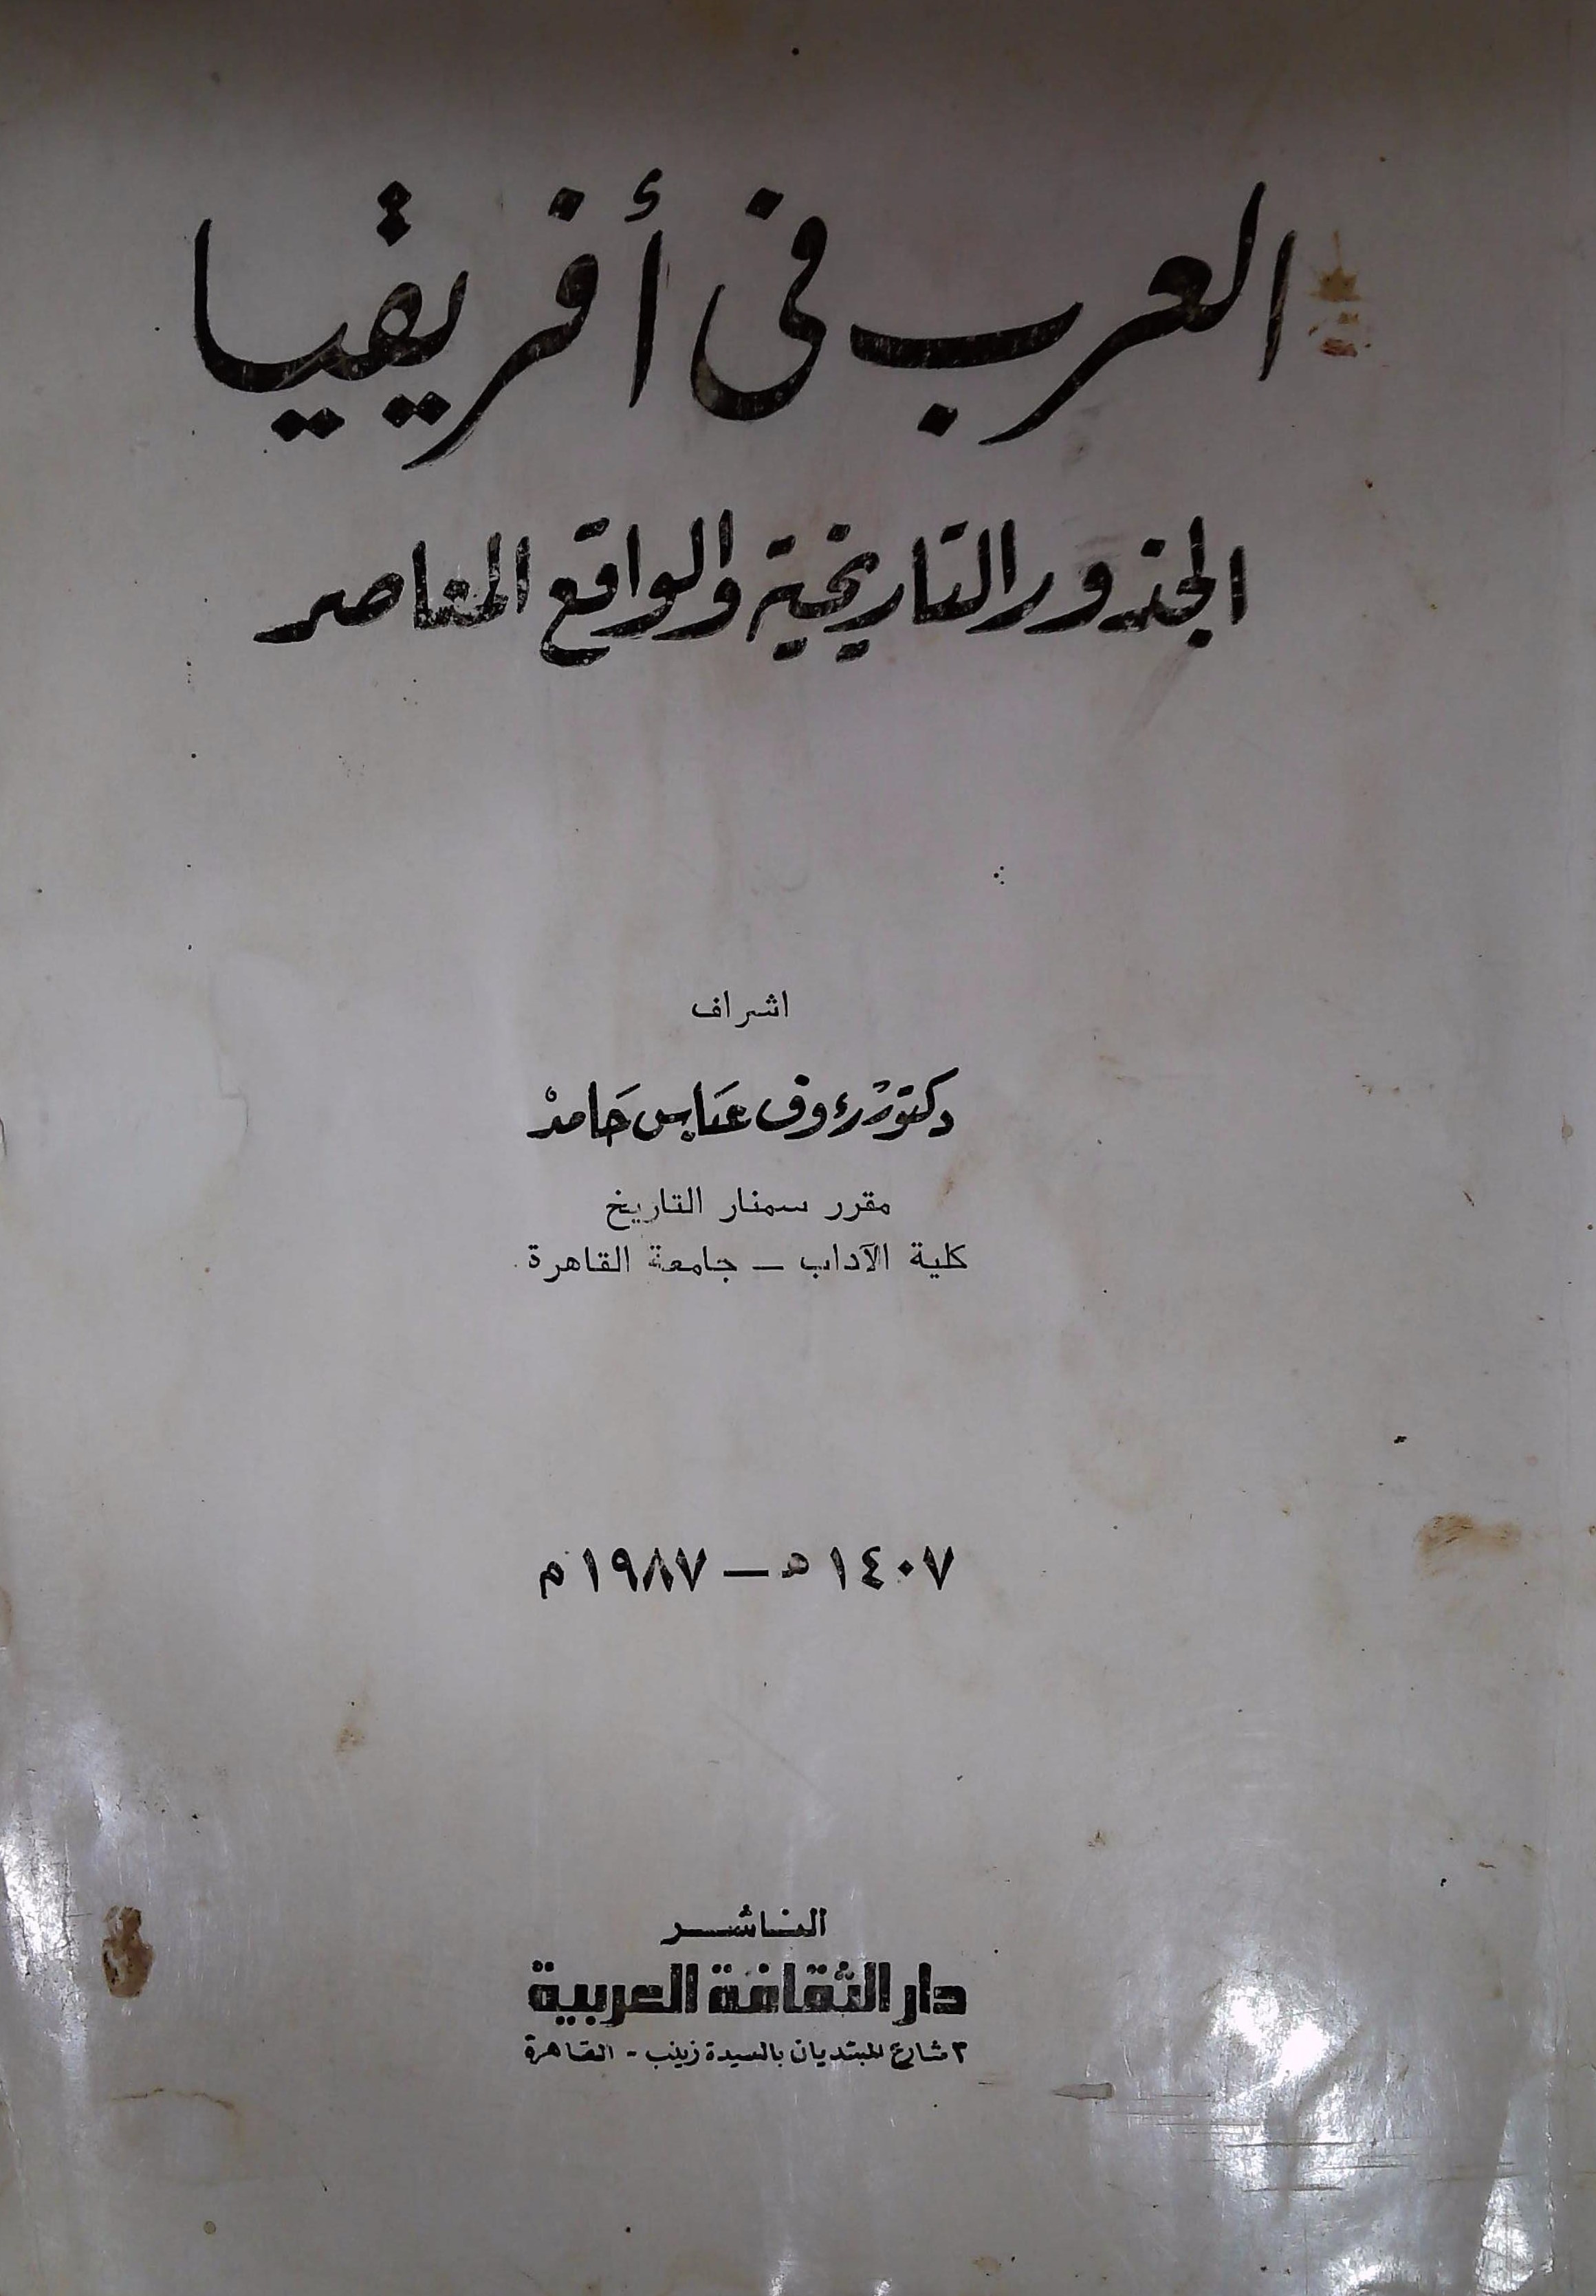 العرب فى أفريقيا
الجذور التاريخية والواقع المعاصر
اشراف
دكتور رءوف عباس حامد
مقرر سمنار التاريخ
كلية الآداب — جامعة القاهرة
١٤٠٧ هـ — ١٩٨٧ م
الناشر
دار الثقافة العربية
٣ شارع المبتديان بالسيدة زينب - القاهرة